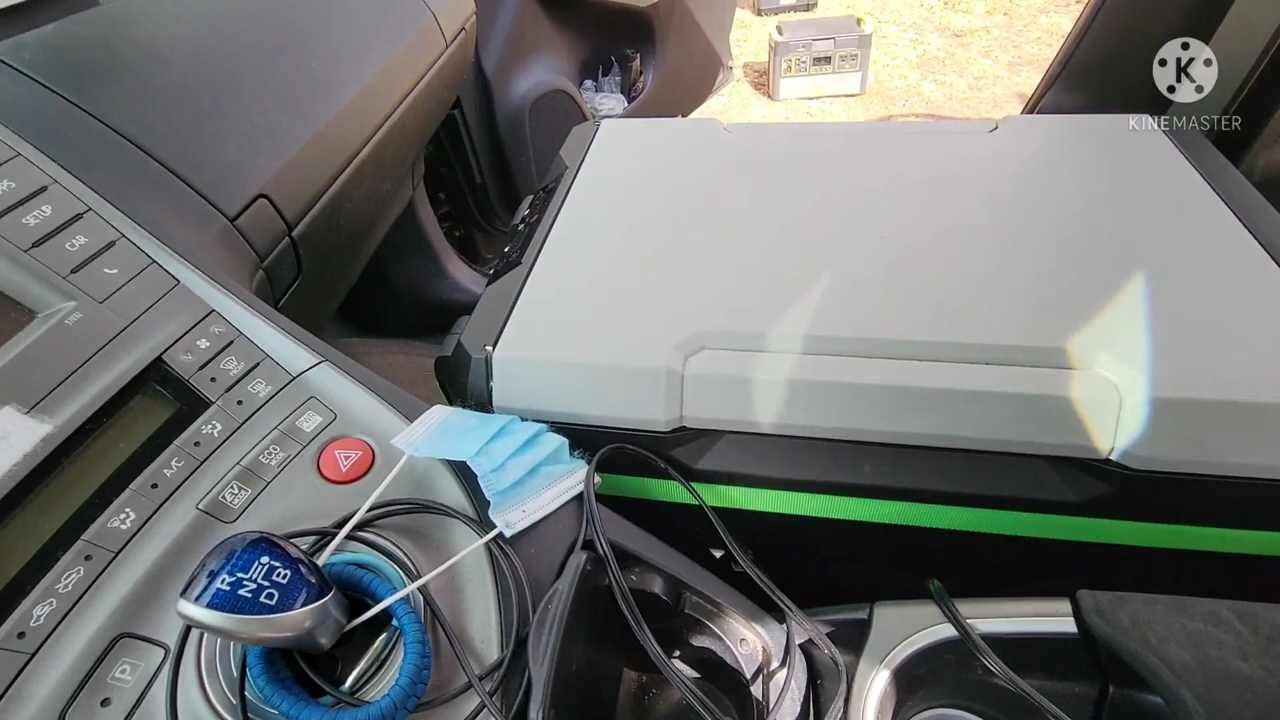 K
KINEMASTER
SETUP
CAR
A/C
ECO
MODE
EV
MODE
R
N
D B
P